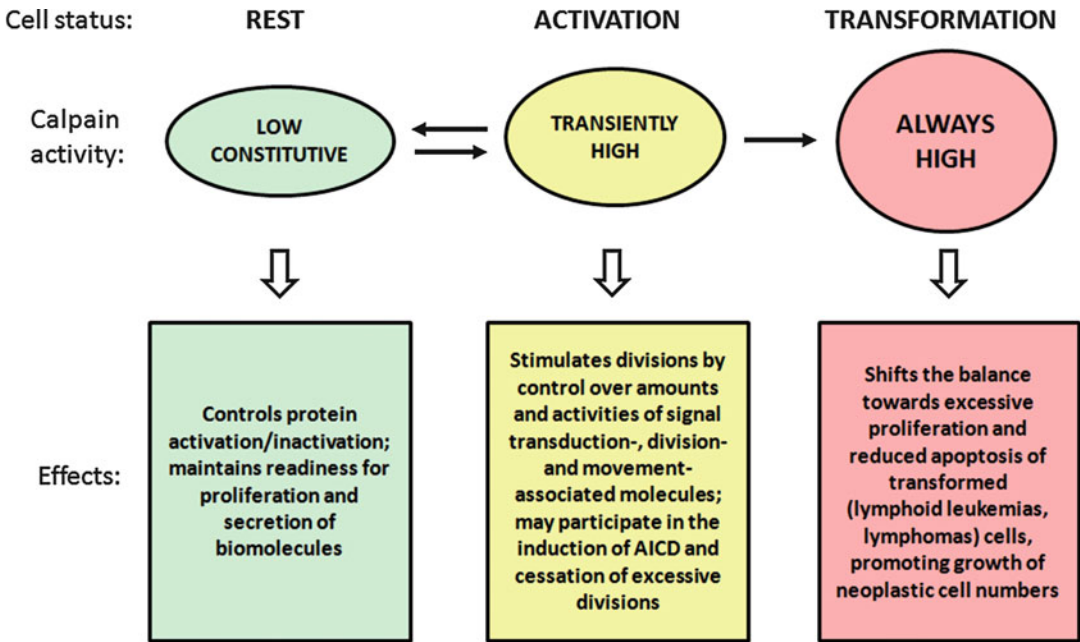 Cell status: REST ACTIVATION TRANSFORMATION
Calpain
activity:
LOW
CONSTITUTIVE
TRANSIENTLY
HIGH
ALWAYS
HIGH
Effects:
Controls protein
activation/inactivation;
maintains readiness for
proliferation and
secretion of
biomolecules
Stimulates divisions by
control over amounts
and activities of signal
transduction-, division-
and movement-
associated molecules;
may participate in the
induction of AICD and
cessation of excessive
divisions
Shifts the balance
towards excessive
proliferation and
reduced apoptosis of
transformed
(lymphoid leukemias,
lymphomas) cells,
promoting growth of
neoplastic cell numbers